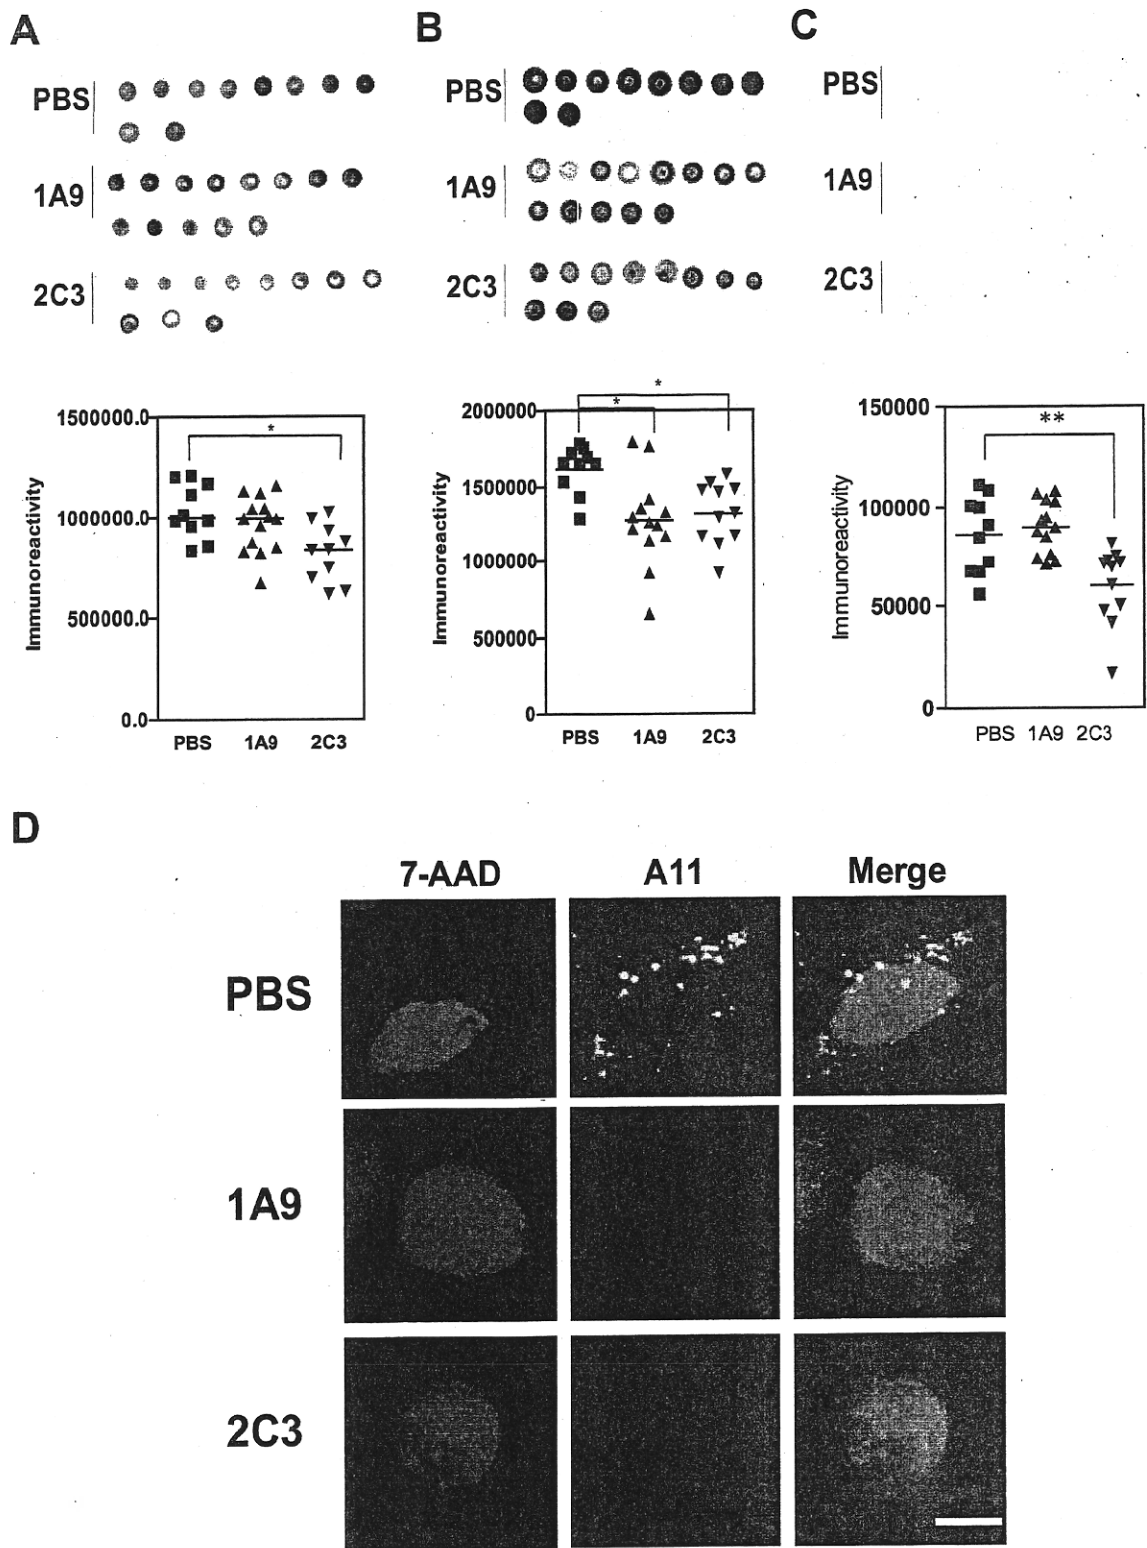 A
B
C
PBS
1A9
2C3
PBS
1A9
2C3
PBS
1A9
2C3
1500000.0
1000000.0
500000.0
0.0
Immunoreactivity
*
PBS 1A9 2C3
2000000
1500000
1000000
500000
0
Immunoreactivity
*
*
PBS 1A9 2C3
150000
100000
50000
0
Immunoreactivity
**
PBS 1A9 2C3
D
7-AAD A11 Merge
PBS
1A9
2C3